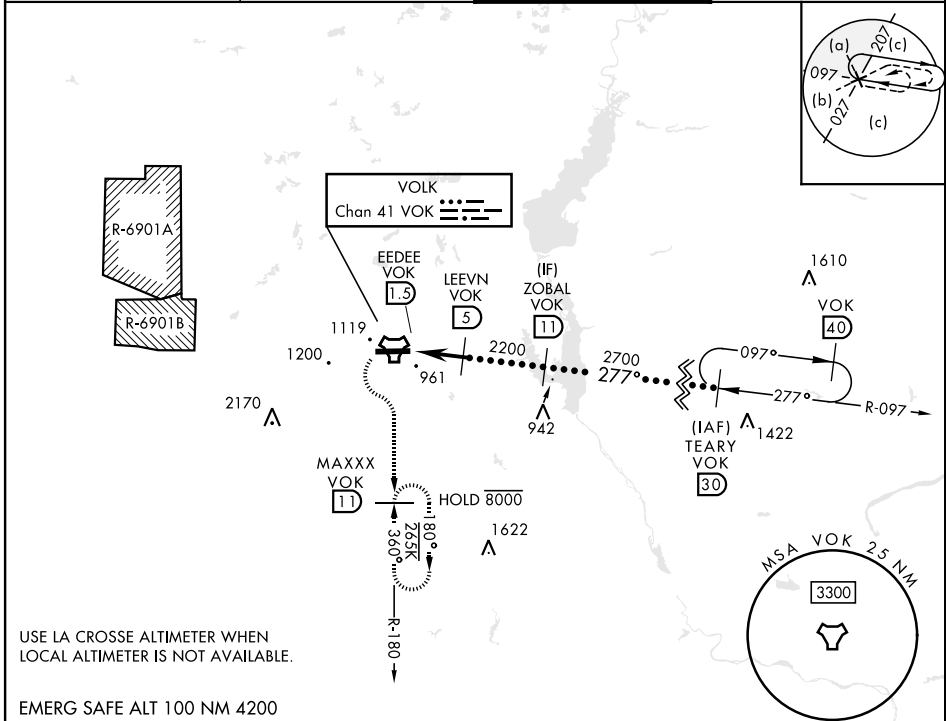 (a)
207
(c)
097
(b)
027
(c)
VOLK
Chan 41 VOK
R-6901A
R-6901B
EEDEE
VOK
1.5
LEEVN
VOK
5
(IF)
ZOBAL
VOK
11
1610
VOK
40
1119
1200
961
2200
2700
277°
097°
277°
R-097
2170
942
(IAF)
TEARY
VOK
30
1422
MAXXX
VOK
11
HOLD 8000
180°
265K
360°
1622
R-180
MSA VOK 25 NM
3300
USE LA CROSSE ALTIMETER WHEN
LOCAL ALTIMETER IS NOT AVAILABLE.
EMERG SAFE ALT 100 NM 4200